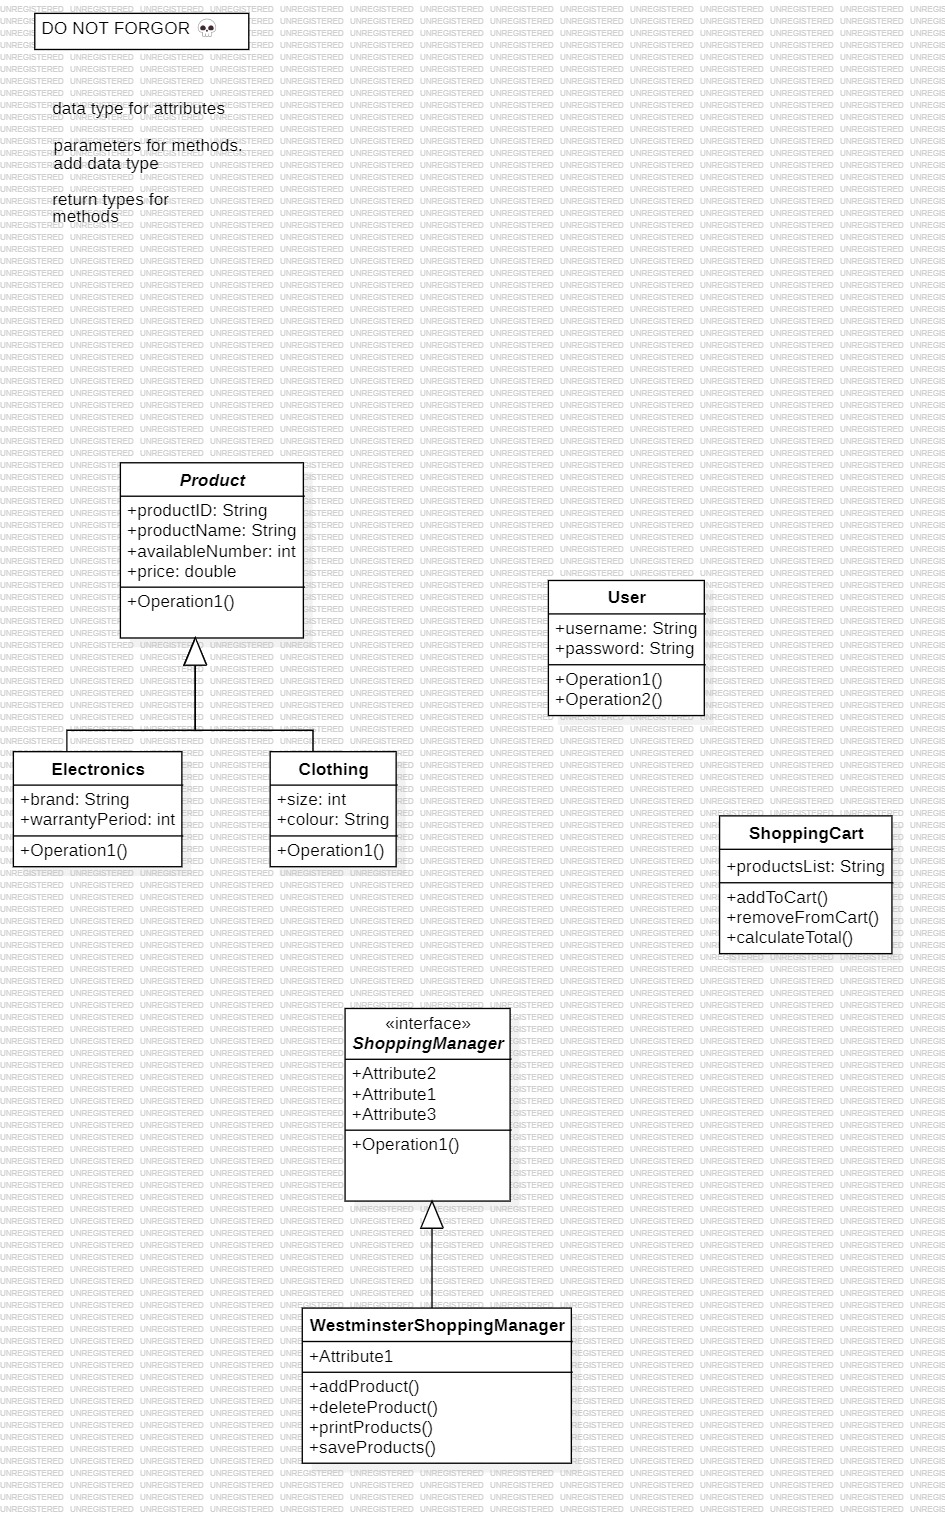 DO NOT FORGOR 💀
data type for attributes
parameters for methods.
add data type
return types for
methods
Product
+productID: String
+productName: String
+availableNumber: int
+price: double
+Operation1()
User
+username: String
+password: String
+Operation1()
+Operation2()
Electronics
+brand: String
+warrantyPeriod: int
+Operation1()
Clothing
+size: int
+colour: String
+Operation1()
ShoppingCart
+productsList: String
+addToCart()
+removeFromCart()
+calculateTotal()
«interface»
ShoppingManager
+Attribute2
+Attribute1
+Attribute3
+Operation1()
WestminsterShoppingManager
+Attribute1
+addProduct()
+deleteProduct()
+printProducts()
+saveProducts()
UNREGISTERED